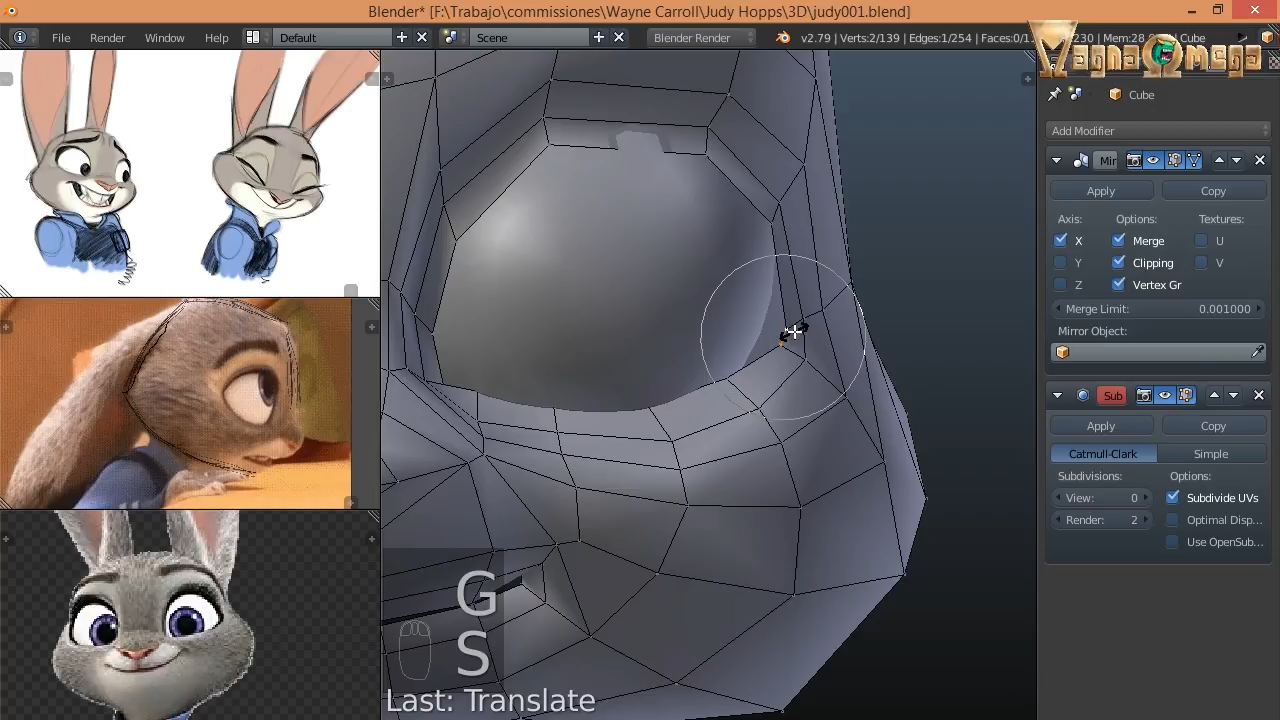 Blender* [F:\Trabajo\commissiones\Wayne Carroll\Judy Hopps\3D\judy001.blend]
File Render Window Help Default Scene Blender Render v2.79 | Verts:2/139 | Edges:1/254 | Faces:0/1
Magna Omega
Cube
Add Modifier
Mir
Apply Copy
Axis: Options: Textures:
X Merge U
Y Clipping V
Z Vertex Gr
Merge Limit: 0.001000
Mirror Object:
Sub
Apply Copy
Catmull-Clark Simple
Subdivisions: Options:
View: 0 Subdivide UVs
Render: 2 Optimal Disp...
Use OpenSub...
G
S
Last: Translate